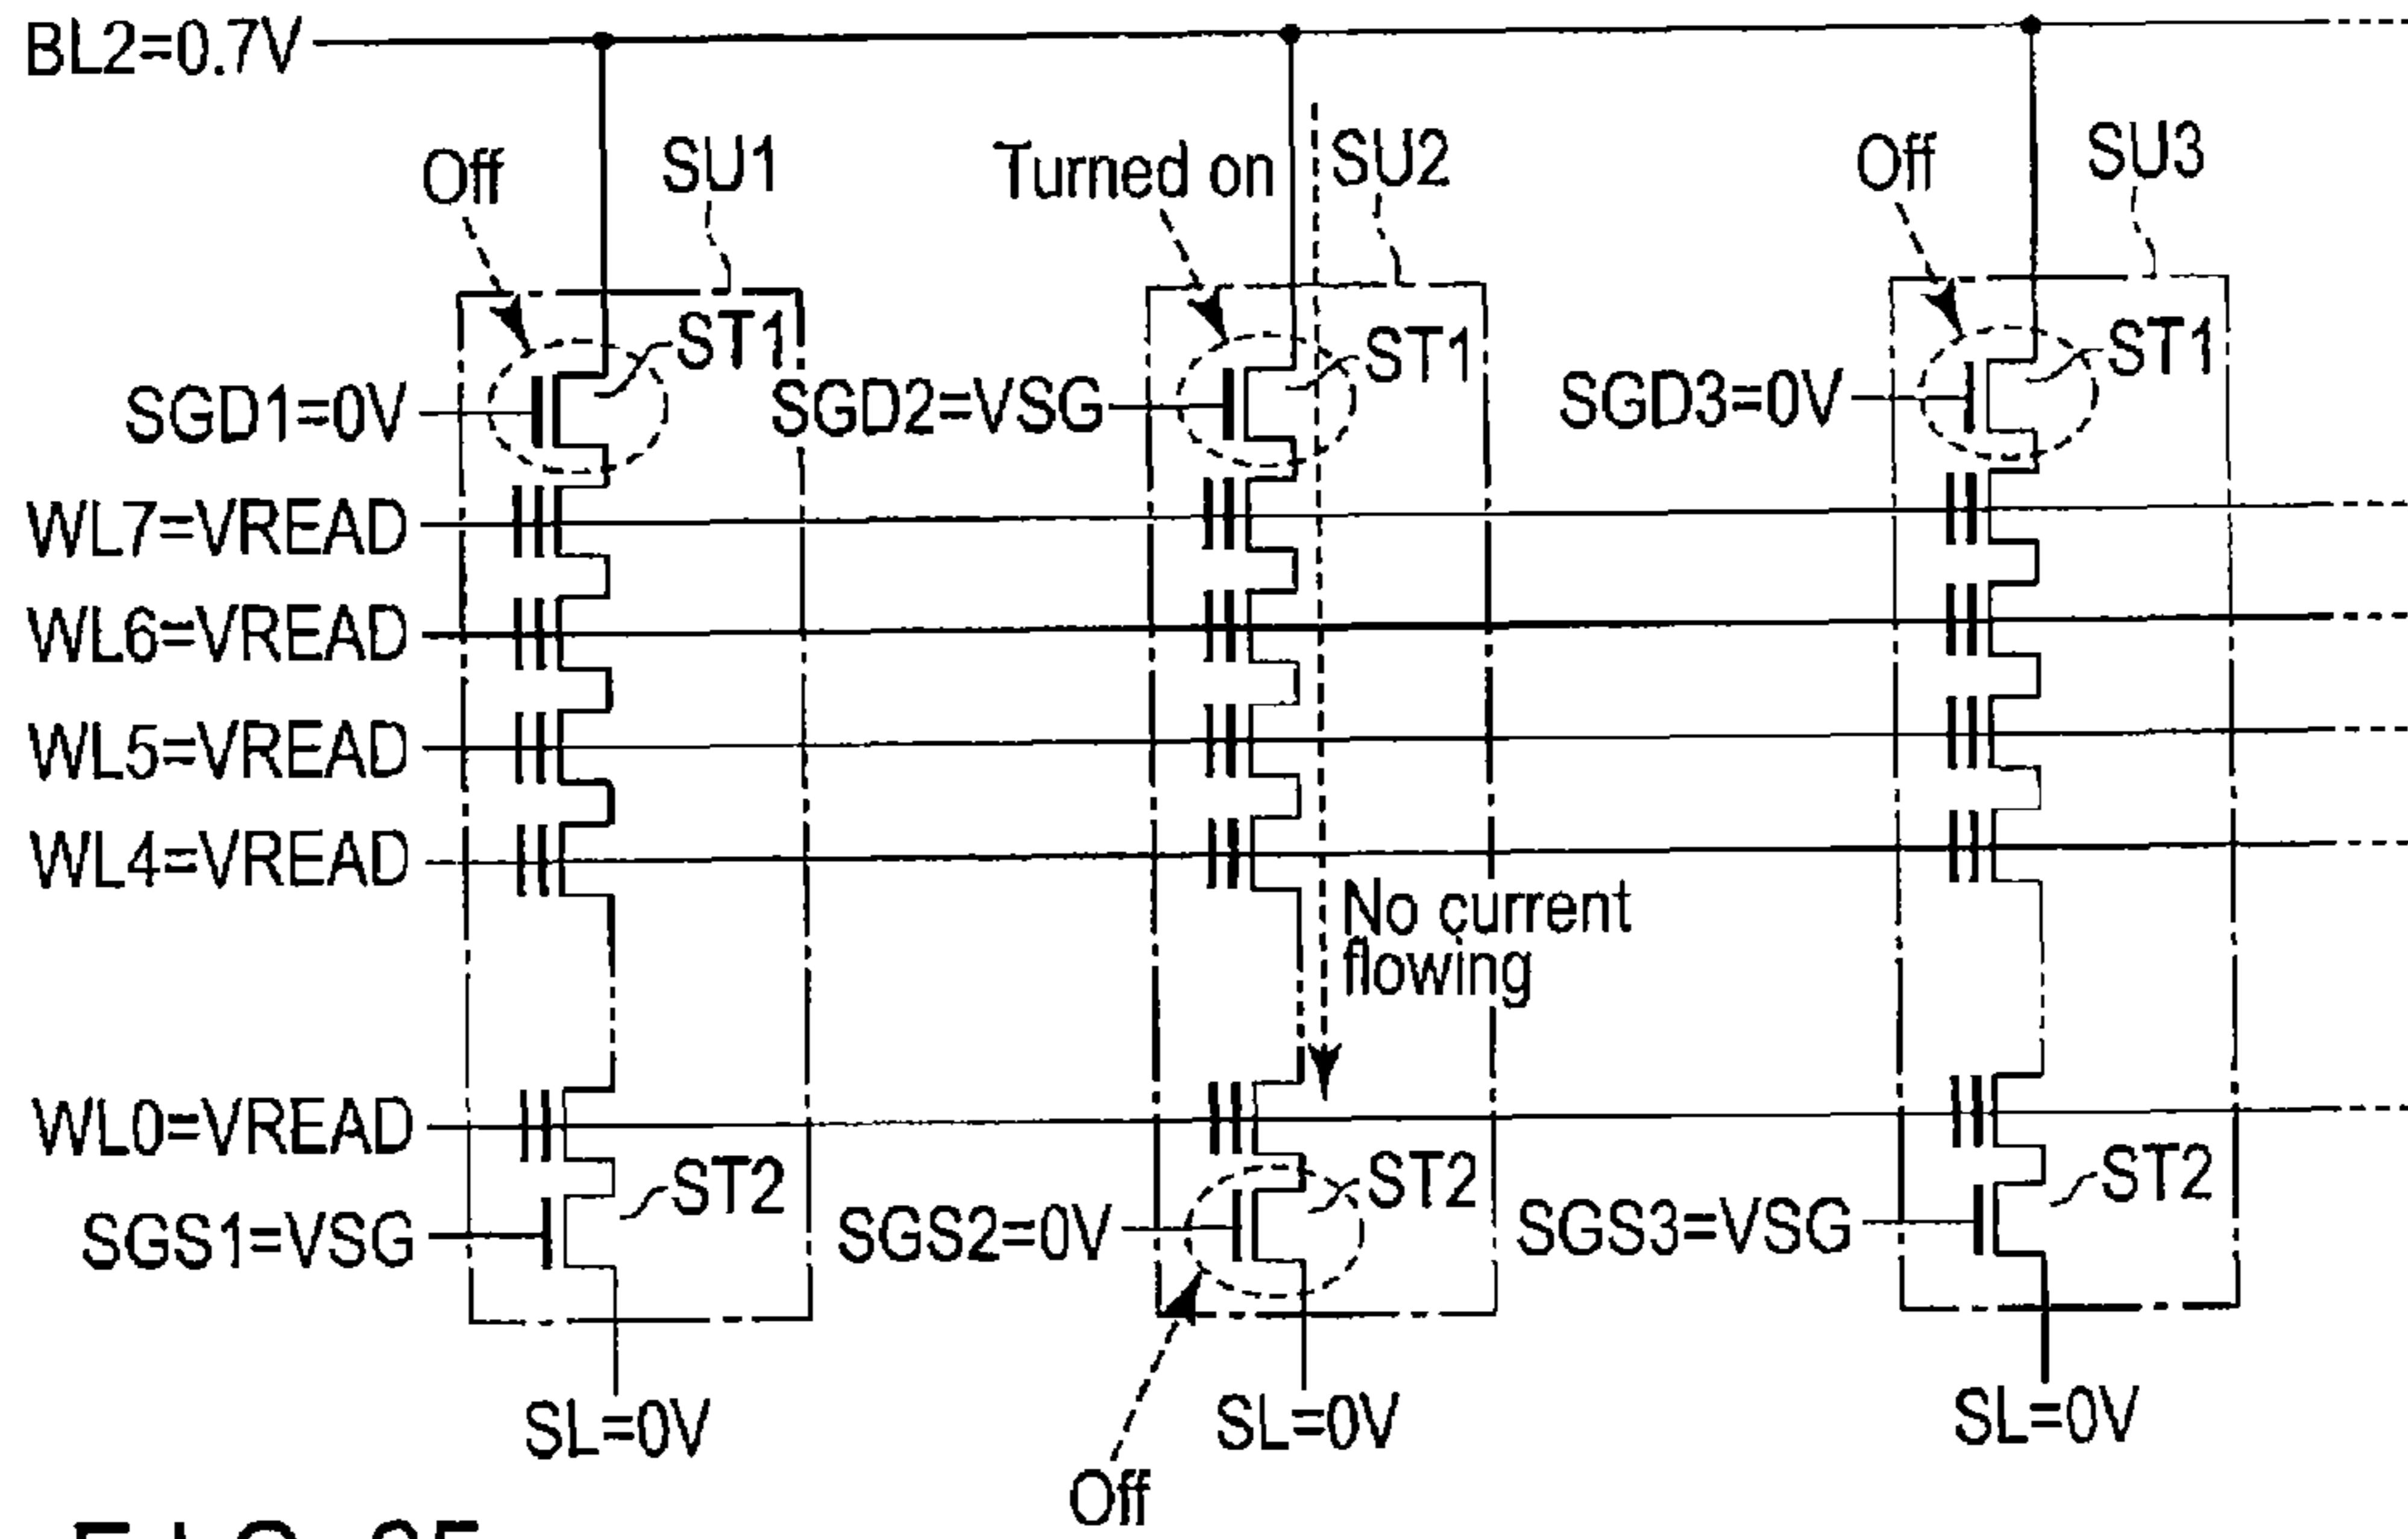 BL2=0.7V
Off
SU1
Turned on
SU2
Off
SU3
ST1
ST1
ST1
SGD1=0V
SGD2=VSG
SGD3=0V
WL7=VREAD
WL6=VREAD
WL5=VREAD
WL4=VREAD
No current
flowing
WL0=VREAD
ST2
ST2
ST2
SGS1=VSG
SGS2=0V
SGS3=VSG
SL=0V
SL=0V
SL=0V
Off